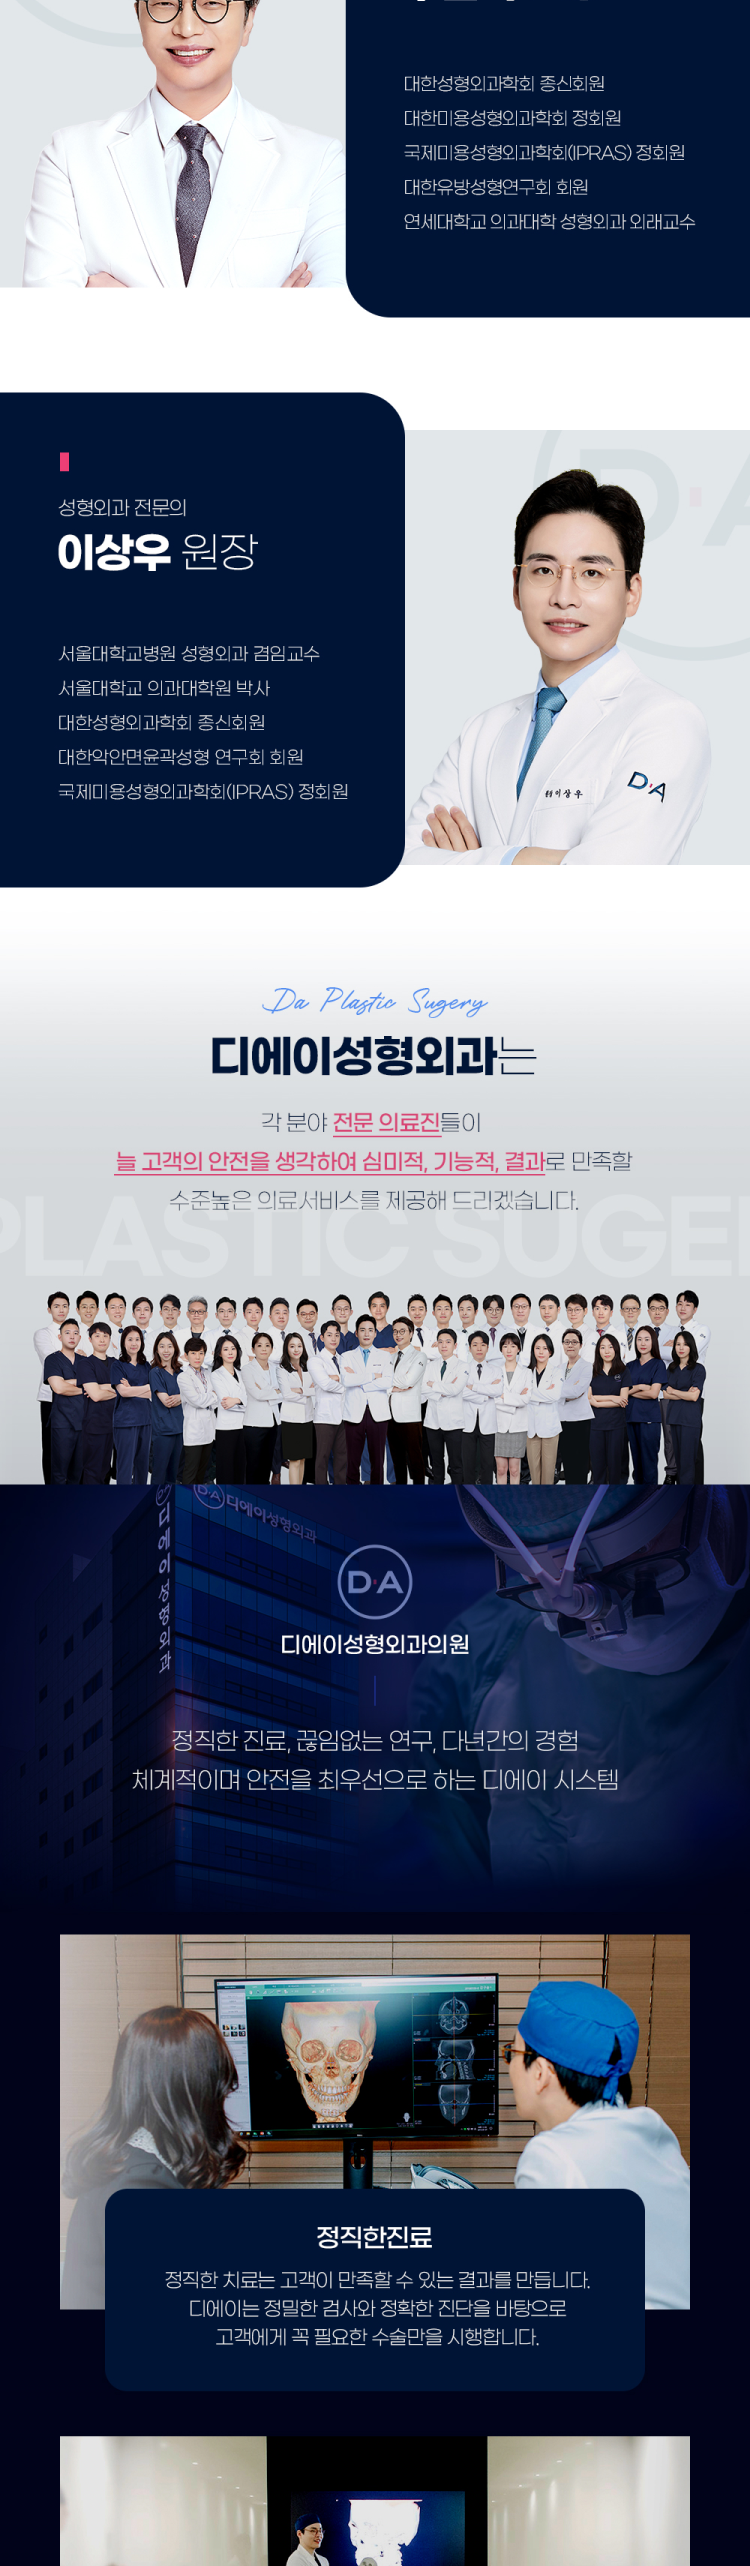 대한성형외과학회 종신회원
대한미용성형외과학회 정회원
국제미용성형외과학회(IPRAS) 정회원
대한유방성형연구회 회원
연세대학교 의과대학 성형외과 외래교수
성형외과 전문의
이상우 원장
서울대학교병원 성형외과 겸임교수
서울대학교 의과대학원 박사
대한성형외과학회 종신회원
대한악안면윤곽성형 연구회 회원
국제미용성형외과학회(IPRAS) 정회원
D·A
이상우
D·A
Da Plastic Sugery
디에이성형외과는
각 분야 전문 의료진들이
늘 고객의 안전을 생각하여 심미적, 기능적, 결과로 만족할
수준높은 의료서비스를 제공해 드리겠습니다.
PLASTIC SUGER
D·A 디에이성형외과
디에이성형외과
D·A
디에이성형외과의원
정직한 진료, 끊임없는 연구, 다년간의 경험
체계적이며 안전을 최우선으로 하는 디에이 시스템
정직한진료
정직한 치료는 고객이 만족할 수 있는 결과를 만듭니다.
디에이는 정밀한 검사와 정확한 진단을 바탕으로
고객에게 꼭 필요한 수술만을 시행합니다.